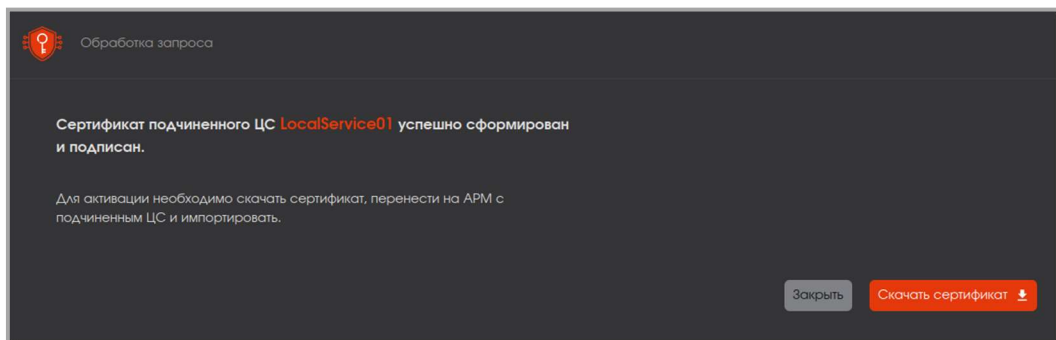 Обработка запроса
Сертификат подчиненного ЦС LocalService01 успешно сформирован
и подписан.
Для активации необходимо скачать сертификат, перенести на АРМ с
подчиненным ЦС и импортировать.
Закрыть
Скачать сертификат